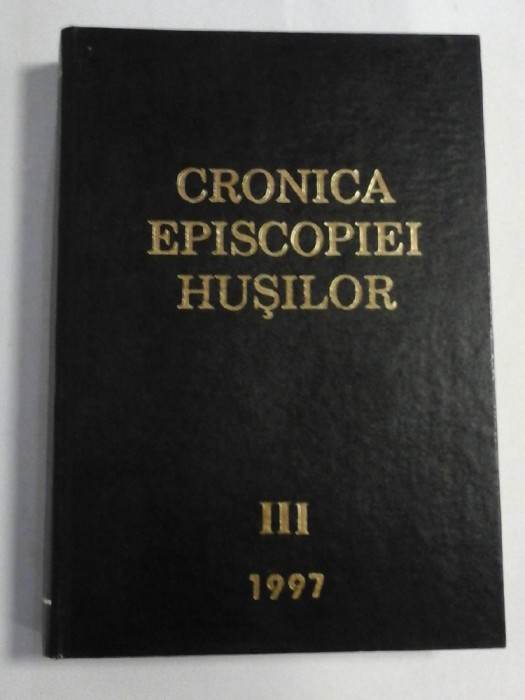 CRONICA
EPISCOPIEI
HUŞILOR
III
1997